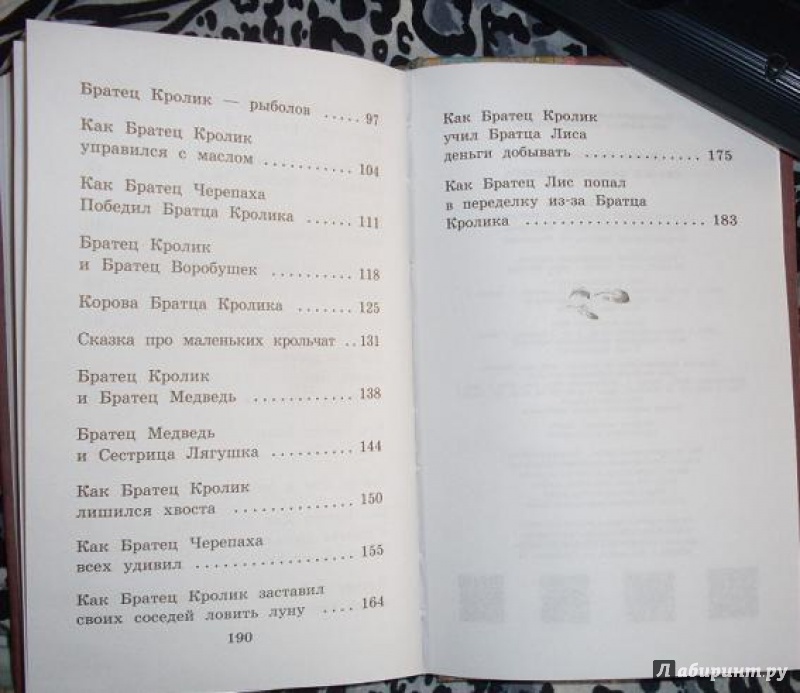 Братец Кролик — рыболов ..... 97
Как Братец Кролик
управился с маслом ............ 104
Как Братец Черепаха
Победил Братца Кролика ...... 111
Братец Кролик
и Братец Воробушек ........... 118
Корова Братца Кролика ....... 125
Сказка про маленьких крольчат .. 131
Братец Кролик
и Братец Медведь ............ 138
Братец Медведь
и Сестрица Лягушка .......... 144
Как Братец Кролик
лишился хвоста .............. 150
Как Братец Черепаха
всех удивил .................. 155
Как Братец Кролик заставил
своих соседей ловить луну .... 164
190
Как Братец Кролик
учил Братца Лиса
деньги добывать .............. 175
Как Братец Лис попал
в переделку из-за Братца
Кролика ..................... 183
Лабиринт.ру